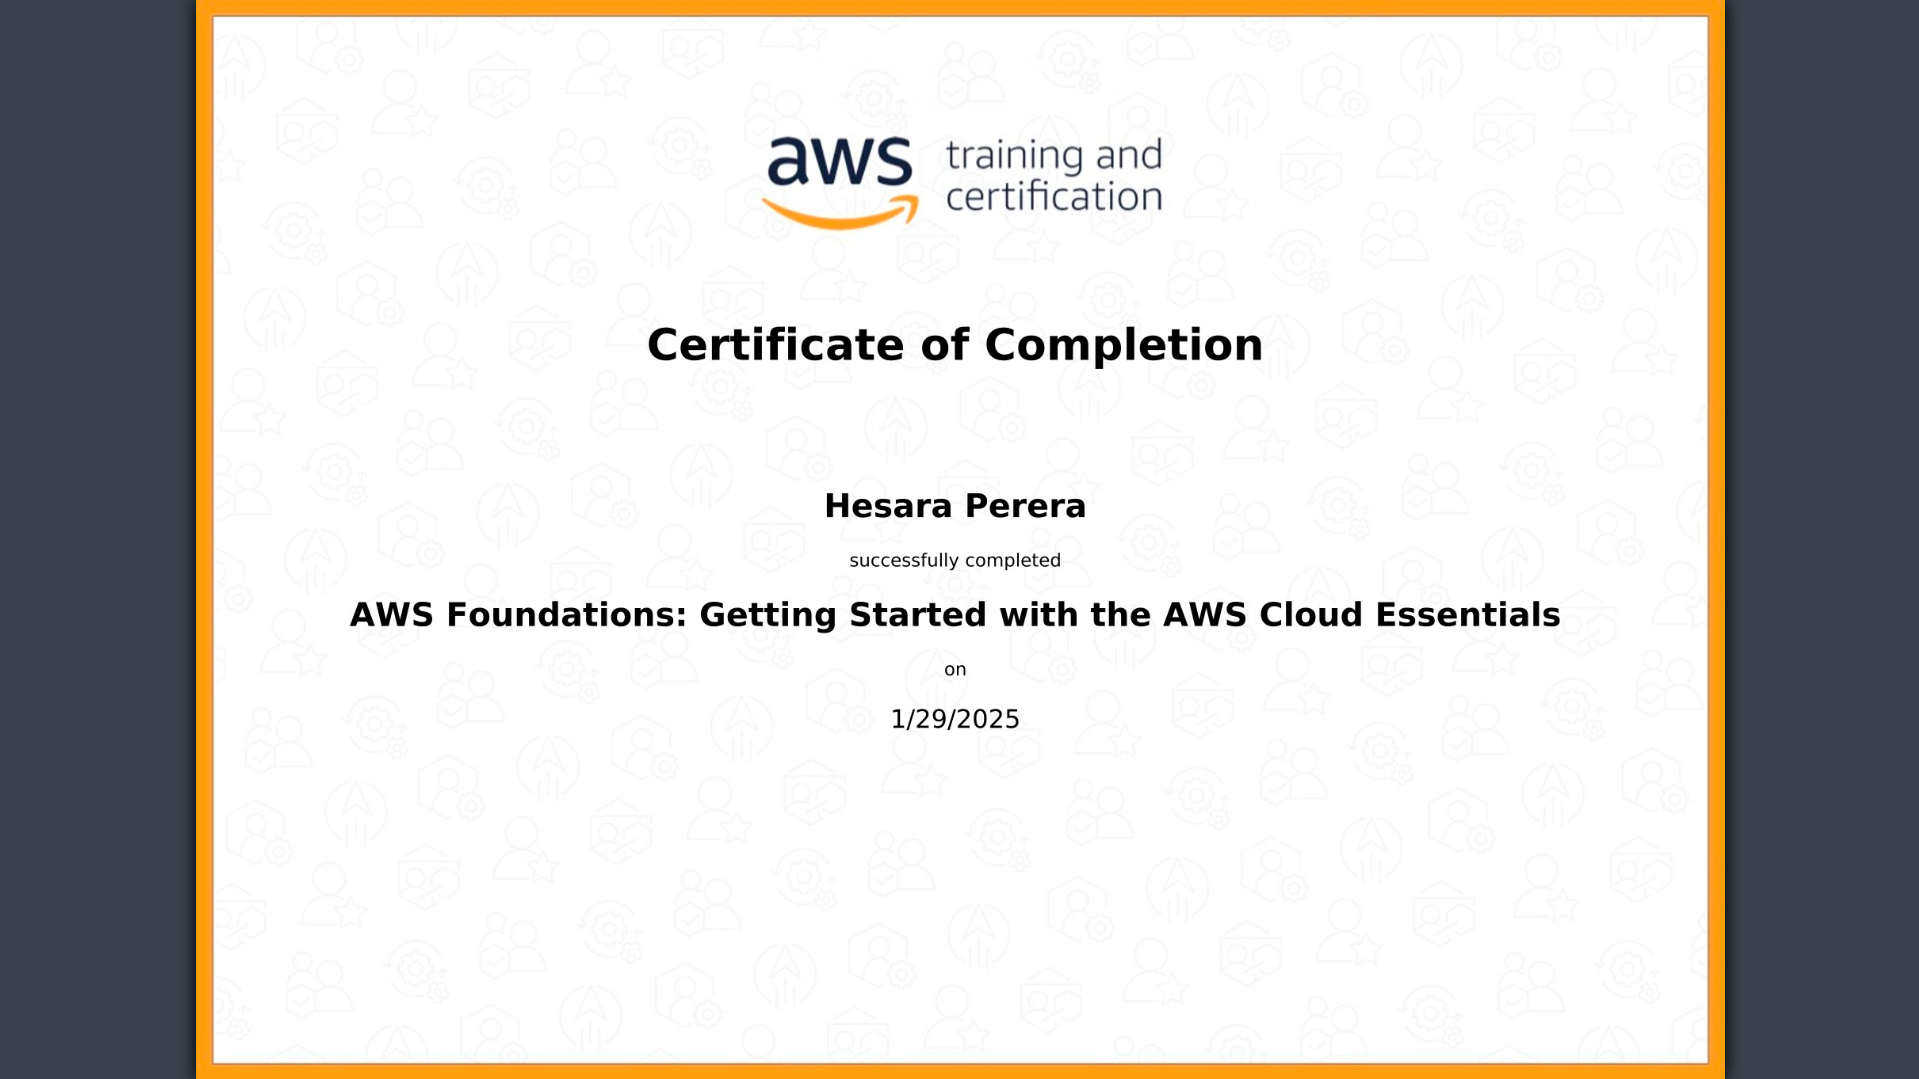 aws training and
certification
Certificate of Completion
Hesara Perera
successfully completed
AWS Foundations: Getting Started with the AWS Cloud Essentials
on
1/29/2025